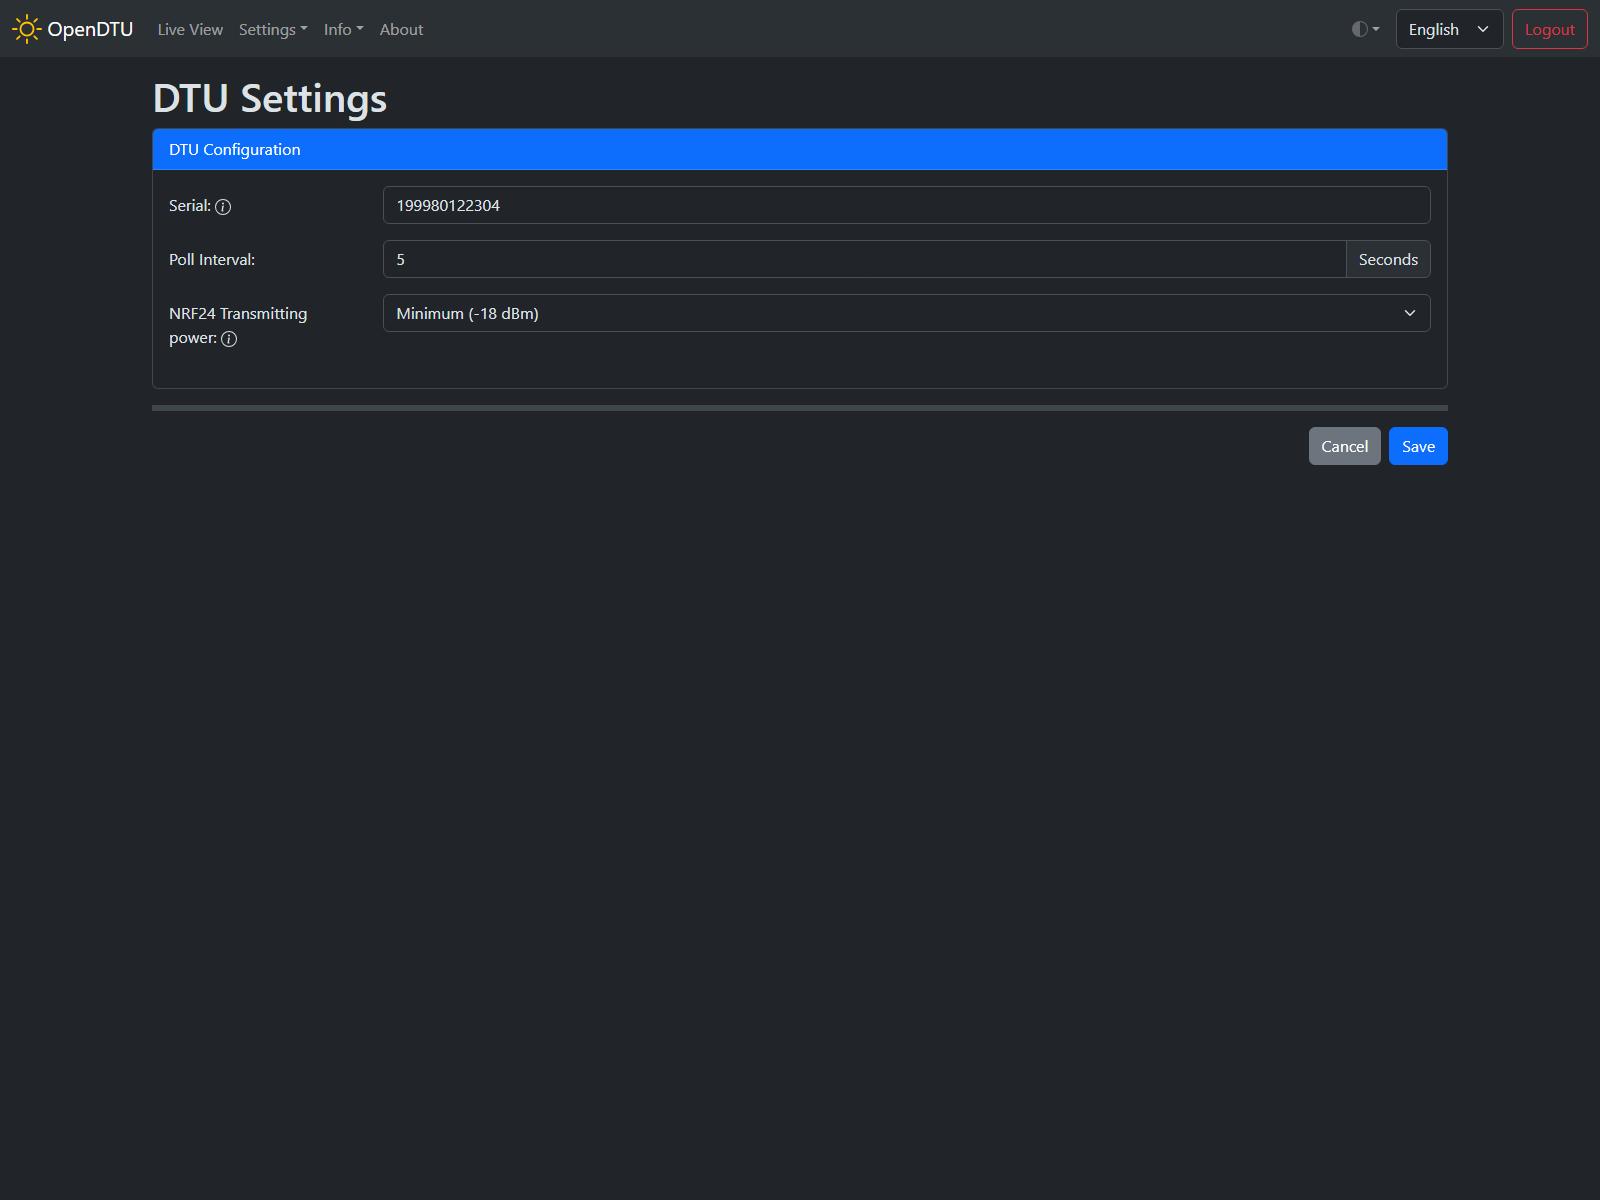 OpenDTU Live View Settings Info About English Logout
DTU Settings
DTU Configuration
Serial: 199980122304
Poll Interval: 5 Seconds
NRF24 Transmitting power: Minimum (-18 dBm)
Cancel Save